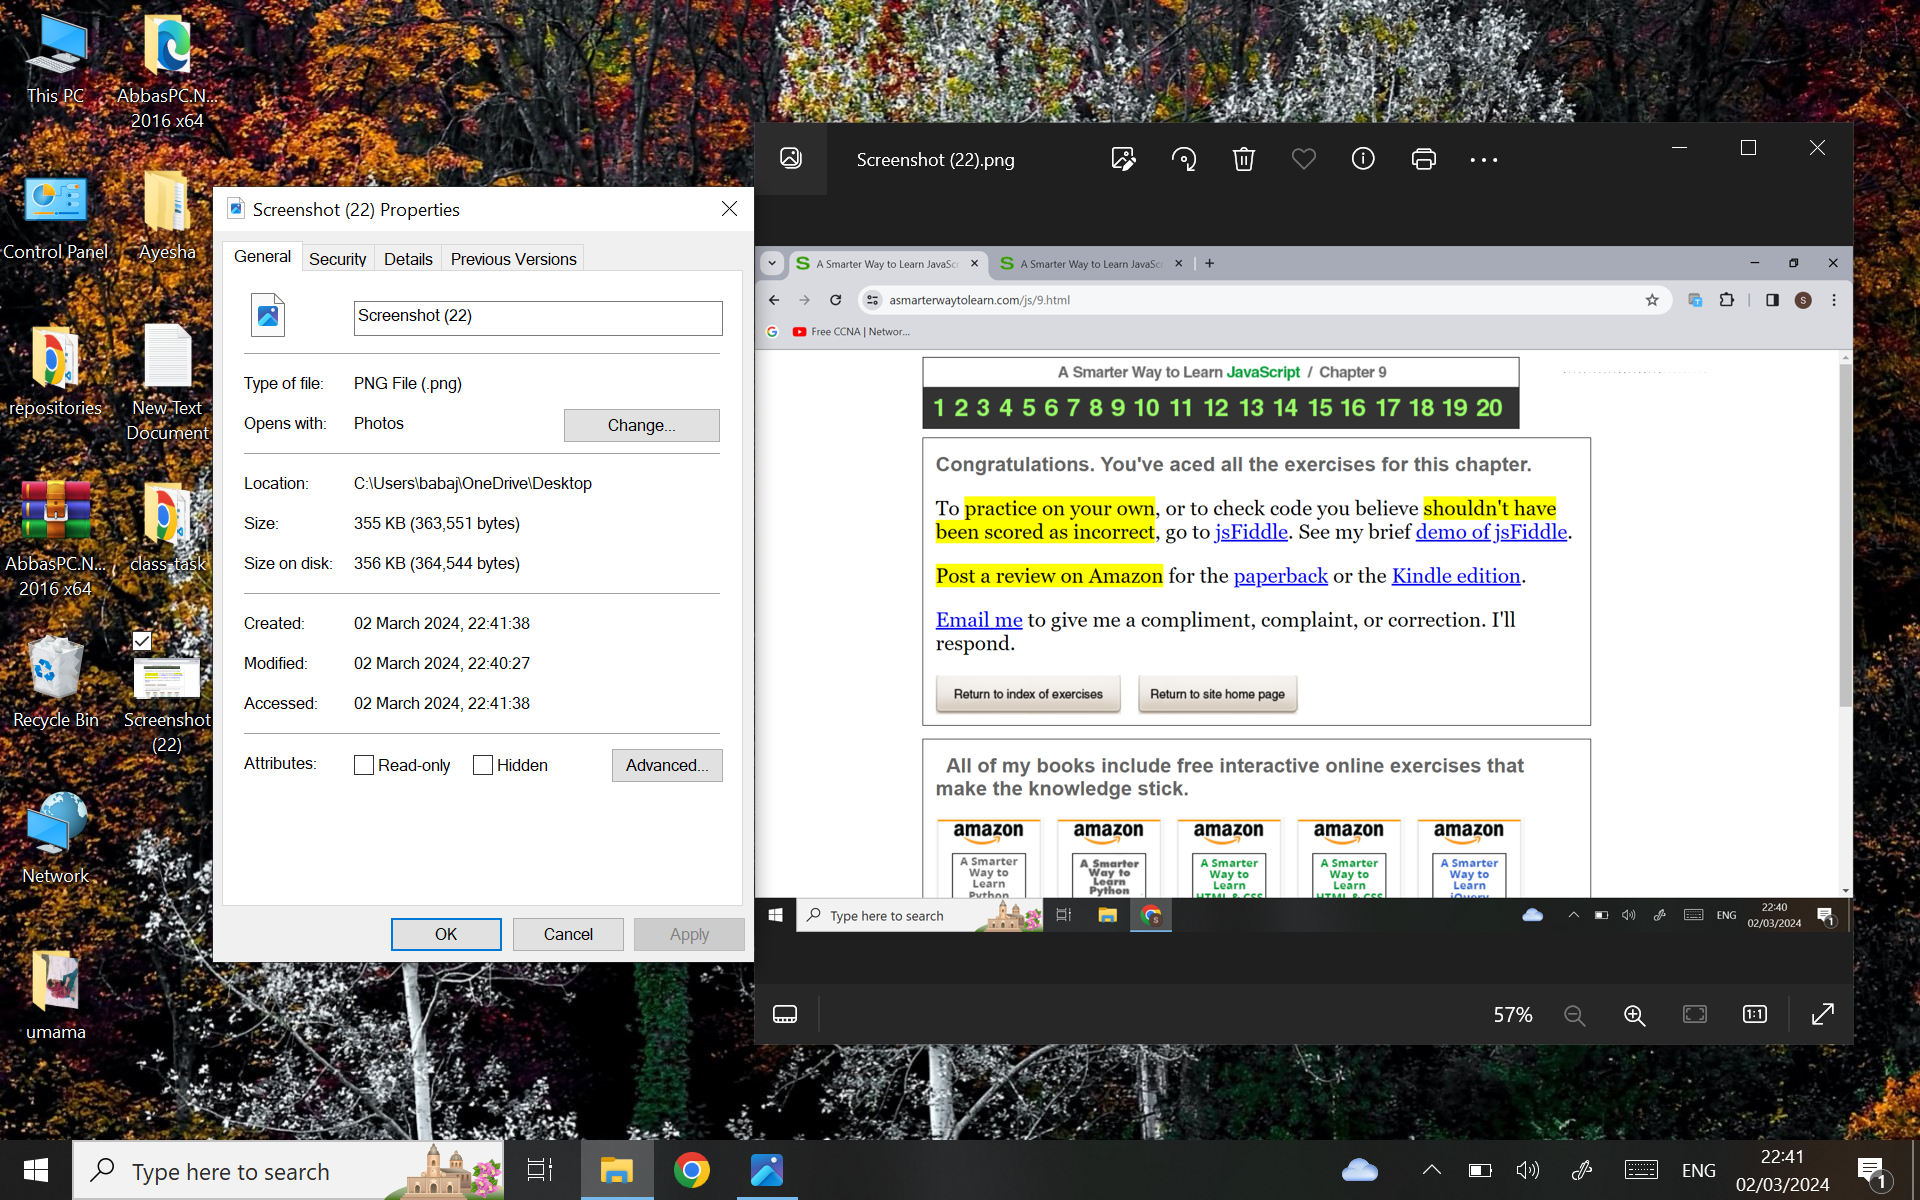 This PC
AbbasPC.N...
2016 x64
Control Panel
Ayesha
repositories
New Text
Document
AbbasPC.N...
2016 x64
class-task
Recycle Bin
Screenshot
(22)
Network
umama
Screenshot (22) Properties
General
Security
Details
Previous Versions
Screenshot (22)
Type of file: PNG File (.png)
Opens with: Photos
Change...
Location: C:\Users\babaj\OneDrive\Desktop
Size: 355 KB (363,551 bytes)
Size on disk: 356 KB (364,544 bytes)
Created: 02 March 2024, 22:41:38
Modified: 02 March 2024, 22:40:27
Accessed: 02 March 2024, 22:41:38
Attributes: Read-only Hidden Advanced...
OK Cancel Apply
Screenshot (22).png
A Smarter Way to Learn JavaSc
A Smarter Way to Learn JavaSc
asmarterwaytolearn.com/js/9.html
S
Free CCNA | Networ...
A Smarter Way to Learn JavaScript / Chapter 9
1 2 3 4 5 6 7 8 9 10 11 12 13 14 15 16 17 18 19 20
Congratulations. You've aced all the exercises for this chapter.
To practice on your own, or to check code you believe shouldn't have
been scored as incorrect, go to jsFiddle. See my brief demo of jsFiddle.
Post a review on Amazon for the paperback or the Kindle edition.
Email me to give me a compliment, complaint, or correction. I'll
respond.
Return to index of exercises
Return to site home page
All of my books include free interactive online exercises that
make the knowledge stick.
amazon amazon amazon amazon amazon
A Smarter
Way to
Learn
Python
A Smarter
Way to
Learn
Python
A Smarter
Way to
Learn
HTML & CSS
A Smarter
Way to
Learn
HTML & CSS
A Smarter
Way to
Learn
jQuery
Type here to search
ENG
22:40
02/03/2024
1
57%
1:1
Type here to search
ENG
22:41
02/03/2024
1